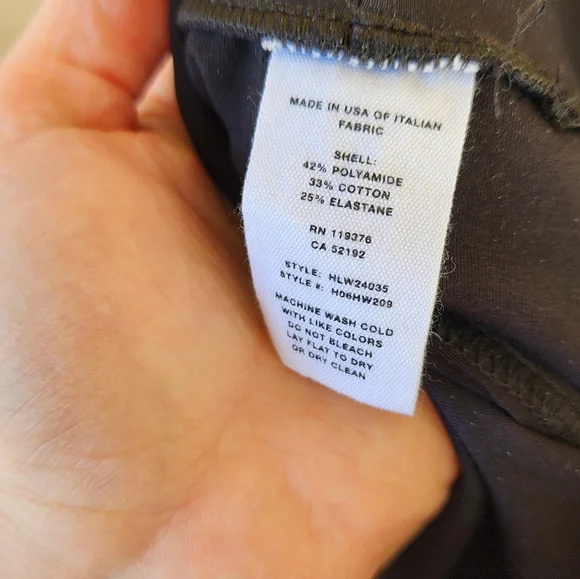 MADE IN USA OF ITALIAN
FABRIC
SHELL:
42% POLYAMIDE
33% COTTON
25% ELASTANE
RN 119376
CA 52192
STYLE: HLW24035
STYLE #: H06HW209
MACHINE WASH COLD
WITH LIKE COLORS
DO NOT BLEACH
LAY FLAT TO DRY
OR DRY CLEAN